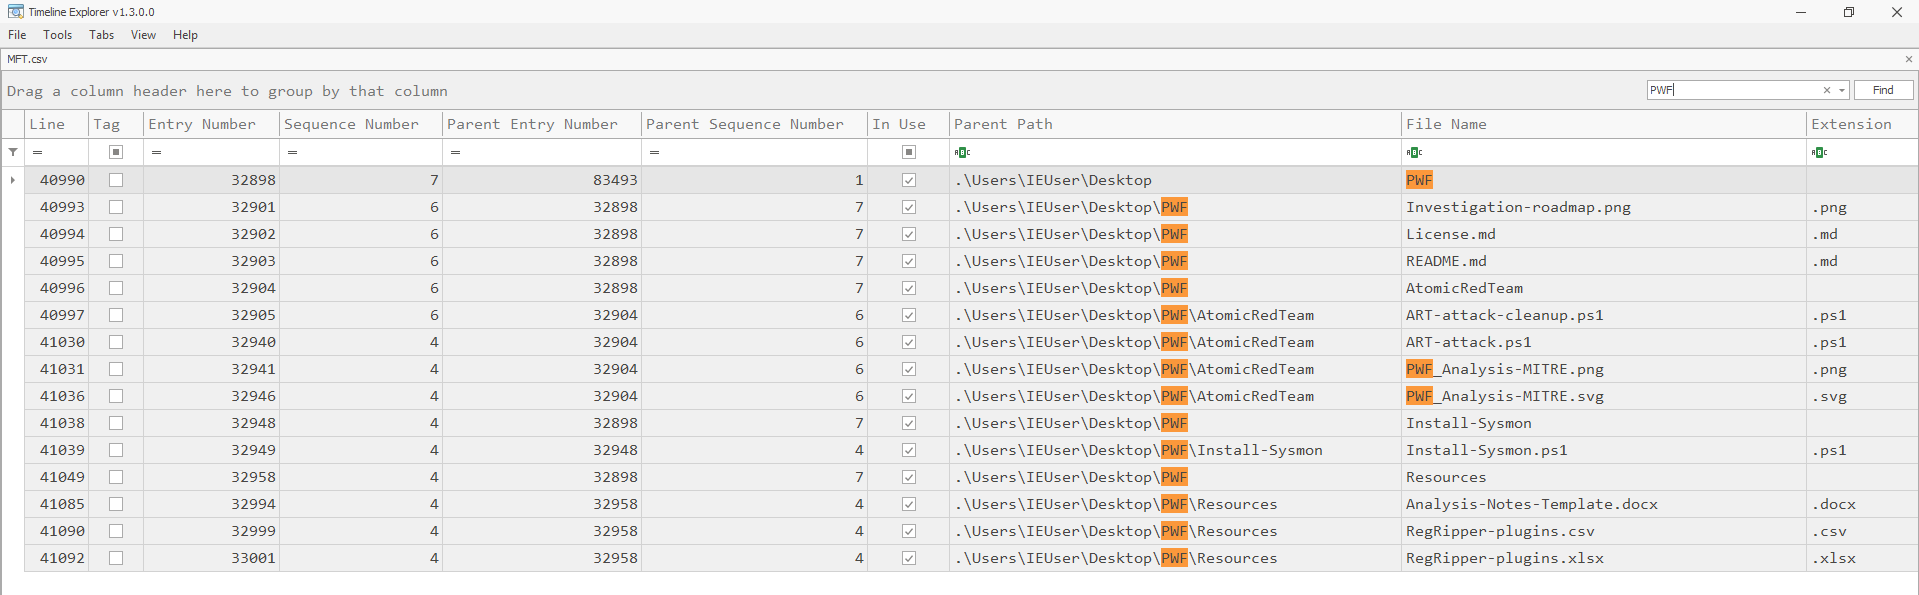 Timeline Explorer v1.3.0.0
File Tools Tabs View Help
MFT.csv
Drag a column header here to group by that column PWF Find
Line Tag Entry Number Sequence Number Parent Entry Number Parent Sequence Number In Use Parent Path File Name Extension
= = = = = ABC ABC ABC
40990 32898 7 83493 1 .\Users\IEUser\Desktop PWF
40993 32901 6 32898 7 .\Users\IEUser\Desktop\PWF Investigation-roadmap.png .png
40994 32902 6 32898 7 .\Users\IEUser\Desktop\PWF License.md .md
40995 32903 6 32898 7 .\Users\IEUser\Desktop\PWF README.md .md
40996 32904 6 32898 7 .\Users\IEUser\Desktop\PWF AtomicRedTeam
40997 32905 6 32904 6 .\Users\IEUser\Desktop\PWF\AtomicRedTeam ART-attack-cleanup.ps1 .ps1
41030 32940 4 32904 6 .\Users\IEUser\Desktop\PWF\AtomicRedTeam ART-attack.ps1 .ps1
41031 32941 4 32904 6 .\Users\IEUser\Desktop\PWF\AtomicRedTeam PWF_Analysis-MITRE.png .png
41036 32946 4 32904 6 .\Users\IEUser\Desktop\PWF\AtomicRedTeam PWF_Analysis-MITRE.svg .svg
41038 32948 4 32898 7 .\Users\IEUser\Desktop\PWF Install-Sysmon
41039 32949 4 32948 4 .\Users\IEUser\Desktop\PWF\Install-Sysmon Install-Sysmon.ps1 .ps1
41049 32958 4 32898 7 .\Users\IEUser\Desktop\PWF Resources
41085 32994 4 32958 4 .\Users\IEUser\Desktop\PWF\Resources Analysis-Notes-Template.docx .docx
41090 32999 4 32958 4 .\Users\IEUser\Desktop\PWF\Resources RegRipper-plugins.csv .csv
41092 33001 4 32958 4 .\Users\IEUser\Desktop\PWF\Resources RegRipper-plugins.xlsx .xlsx